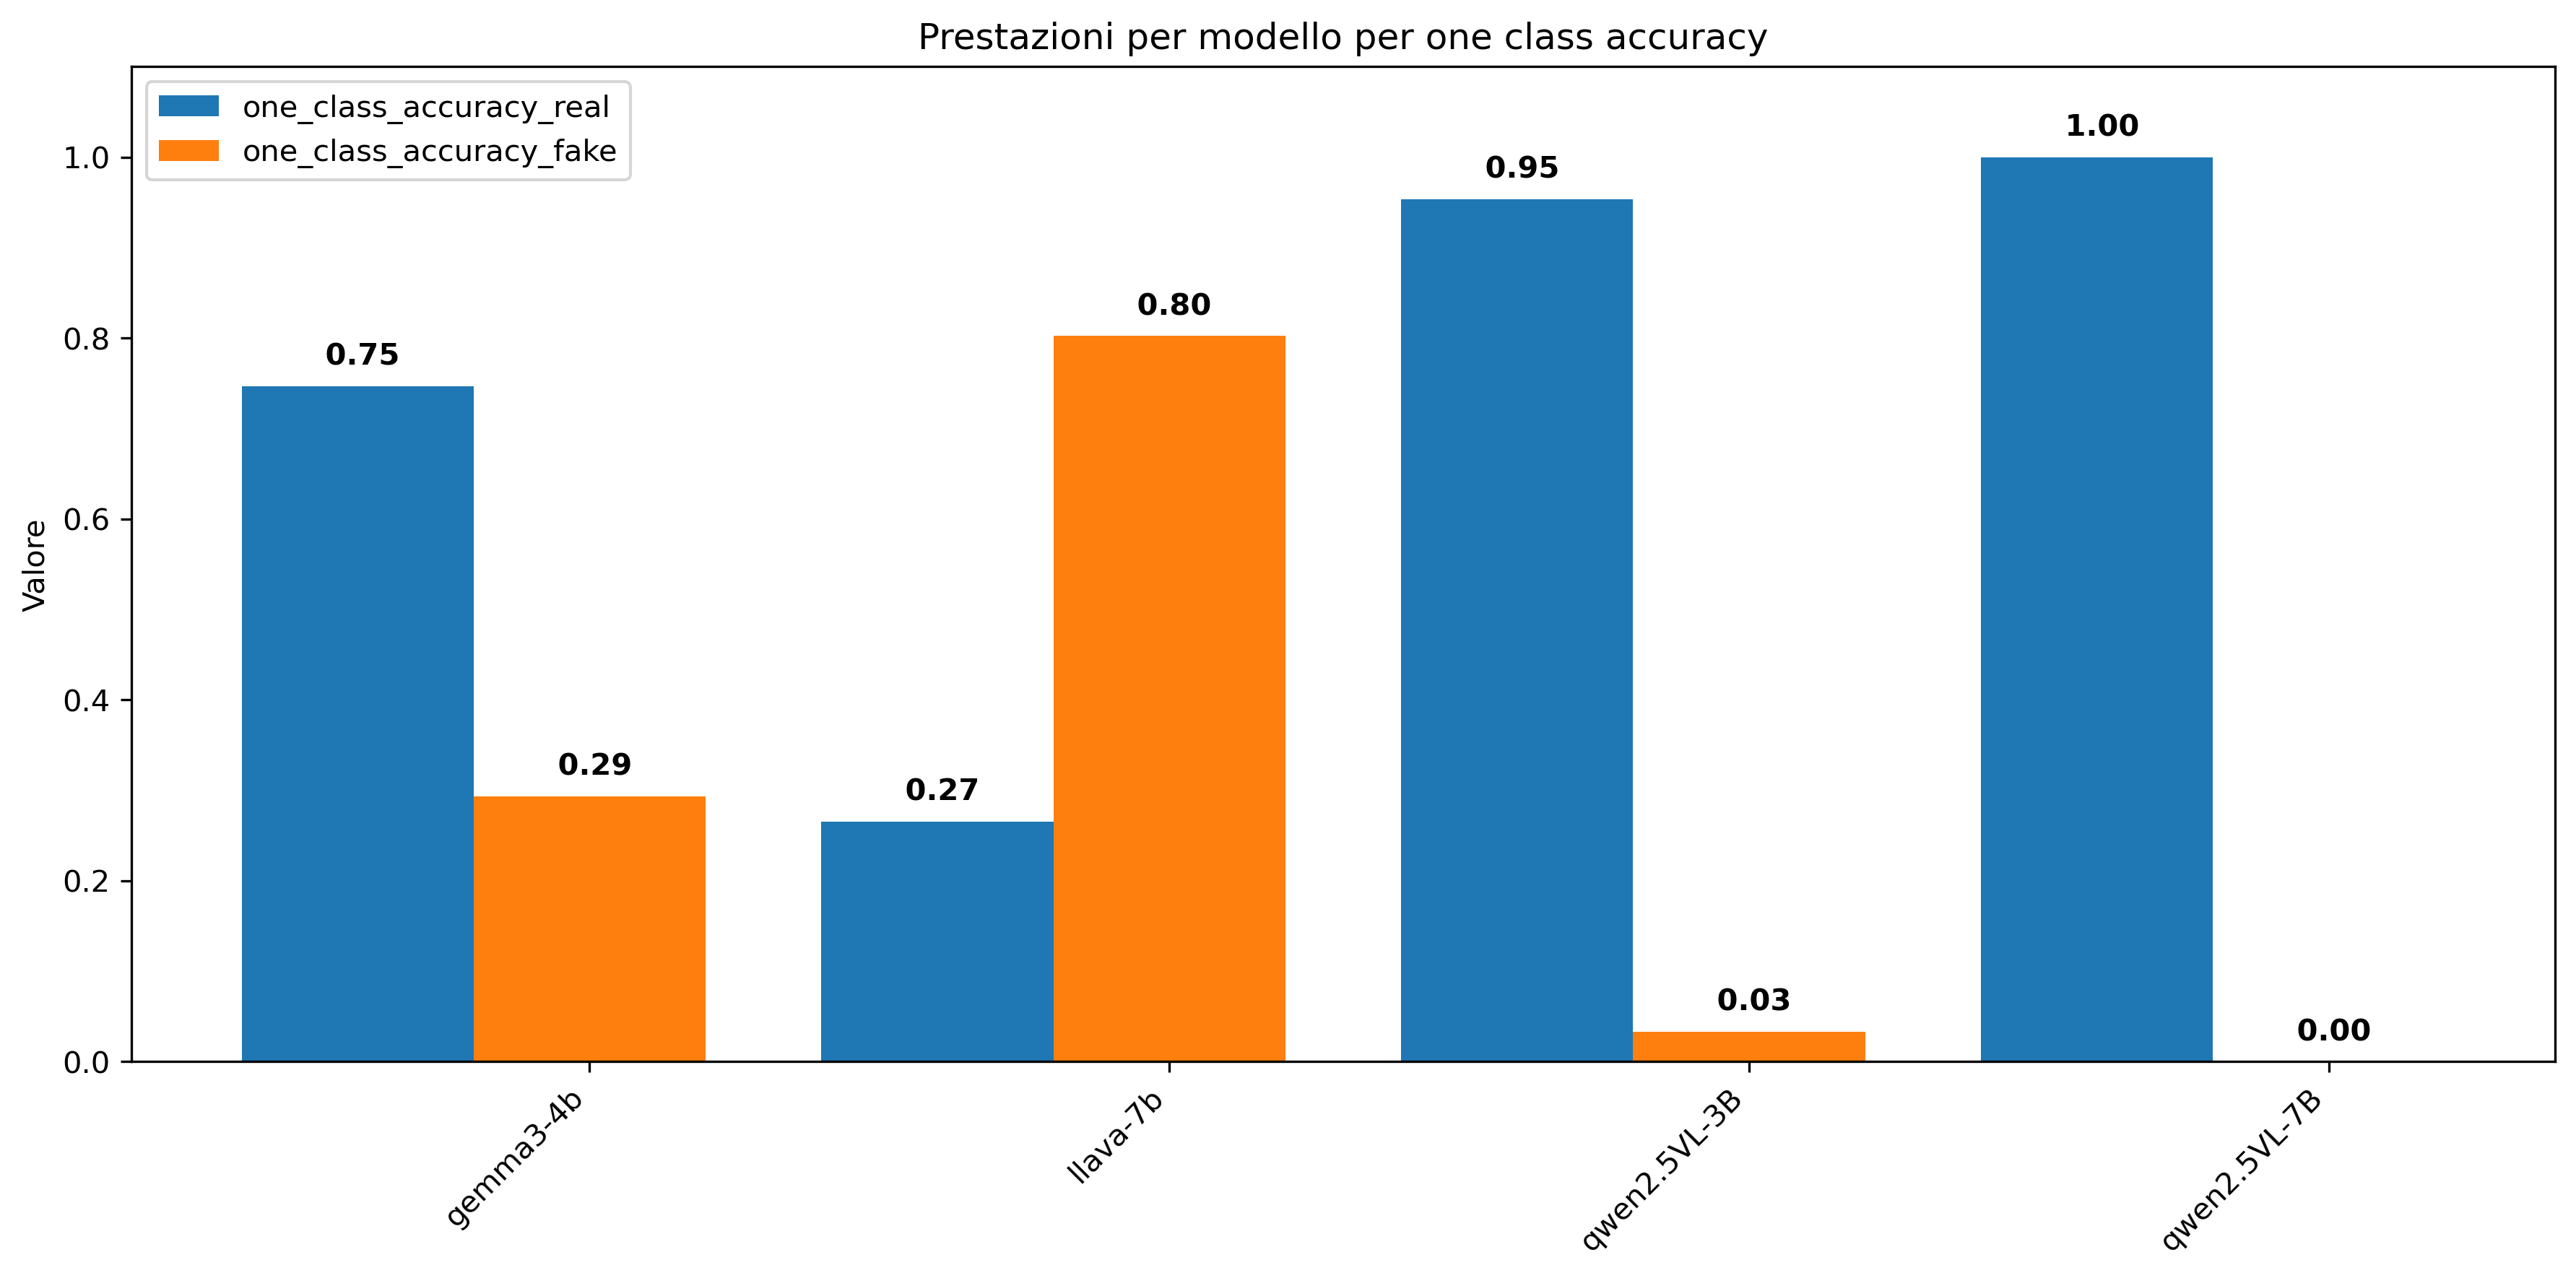 Prestazioni per modello per one class accuracy
one_class_accuracy_real
one_class_accuracy_fake
Valore
1.0
0.8
0.6
0.4
0.2
0.0
0.75
0.29
0.27
0.80
0.95
0.03
1.00
0.00
gemma3-4b
llava-7b
qwen2.5VL-3B
qwen2.5VL-7B